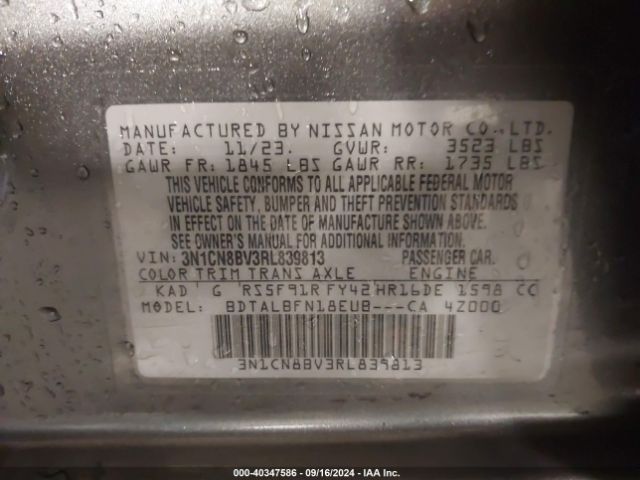 MANUFACTURED BY NISSAN MOTOR CO.,LTD.
DATE: 11/23. GVWR: 3523 LBS
GAWR FR: 1845 LBS GAWR RR: 1735 LBS
THIS VEHICLE CONFORMS TO ALL APPLICABLE FEDERAL MOTOR
VEHICLE SAFETY, BUMPER AND THEFT PREVENTION STANDARDS
IN EFFECT ON THE DATE OF MANUFACTURE SHOWN ABOVE.
SEE OWNER'S MANUAL FOR ADDITIONAL INFORMATION.
VIN: 3N1CN8BV3RL839813 PASSENGER CAR.
COLOR TRIM TRANS AXLE ENGINE
KAD G RS5F91R FY42 HR16DE 1598 CC
MODEL: BDTALBFN18EUB---CA 4Z000
3N1CN8BV3RL839813
000-40347586 - 09/16/2024 - IAA Inc.